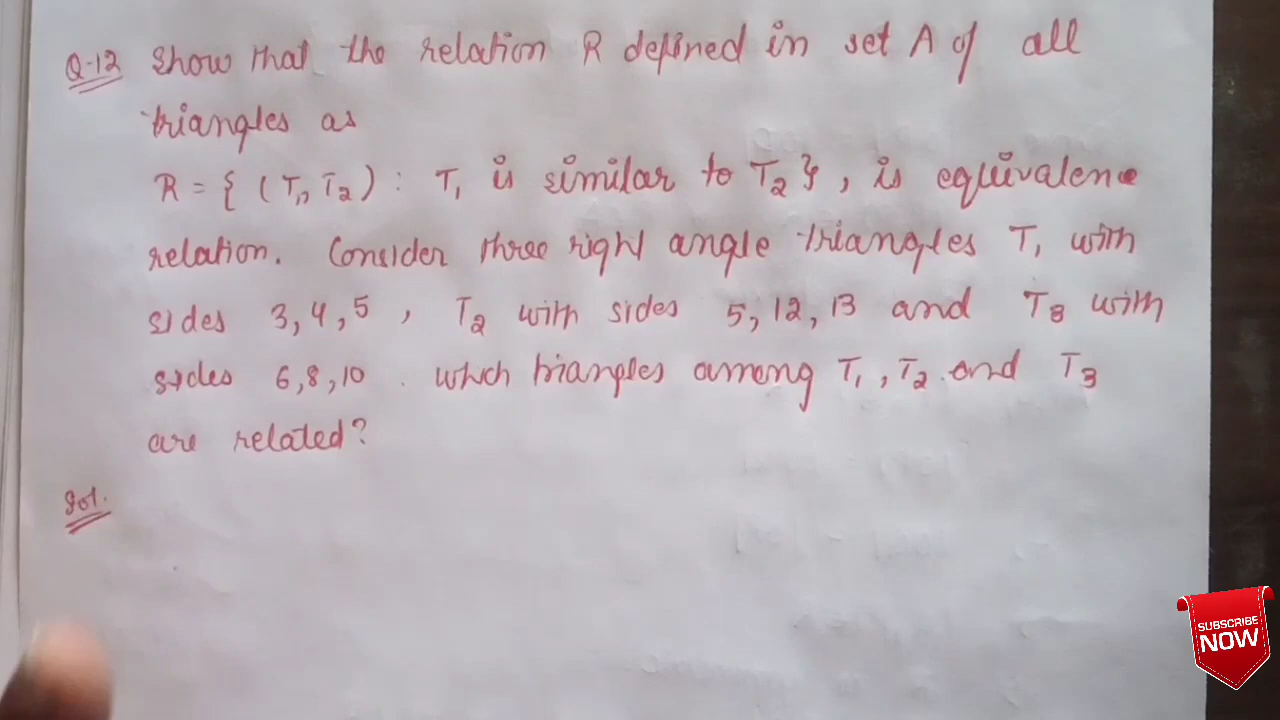 Q-12 Show that the relation R defined in set A of all
triangles as
R = { (T₁, T₂) : T₁ is similar to T₂ }, is equivalence
relation. Consider three right angle triangles T₁ with
sides 3,4,5 , T₂ with sides 5,12,13 and T₃ with
sides 6,8,10 . which triangles among T₁, T₂ and T₃
are related?
Sol.
SUBSCRIBE
NOW